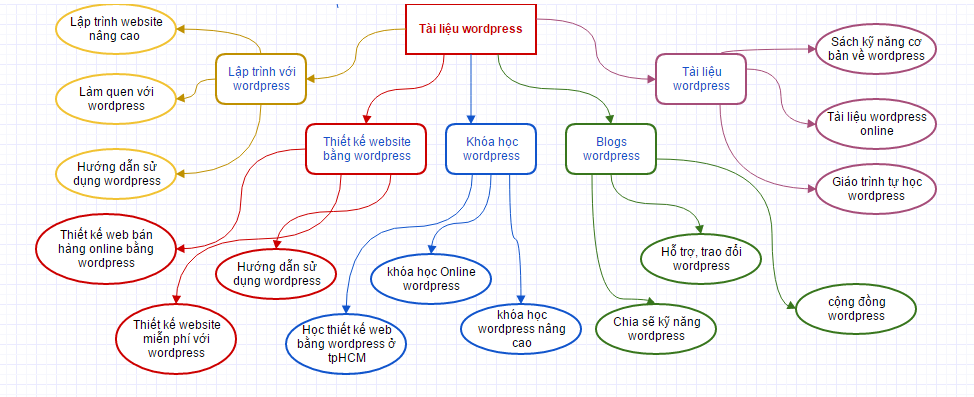 Tài liệu wordpress
Lập trình website
nâng cao
Lập trình với
wordpress
Làm quen với
wordpress
Hướng dẫn sử
dụng wordpress
Thiết kế website
bằng wordpress
Thiết kế web bán
hàng online bằng
wordpress
Hướng dẫn sử
dụng wordpress
Thiết kế website
miễn phí với
wordpress
Khóa học
wordpress
khóa học Online
wordpress
Học thiết kế web
bằng wordpress ở
tpHCM
khóa học
wordpress nâng
cao
Blogs
wordpress
Hỗ trợ, trao đổi
wordpress
Chia sẽ kỹ năng
wordpress
cộng đồng
wordpress
Tài liệu
wordpress
Sách kỹ năng cơ
bản về wordpress
Tài liệu wordpress
online
Giáo trình tự học
wordpress